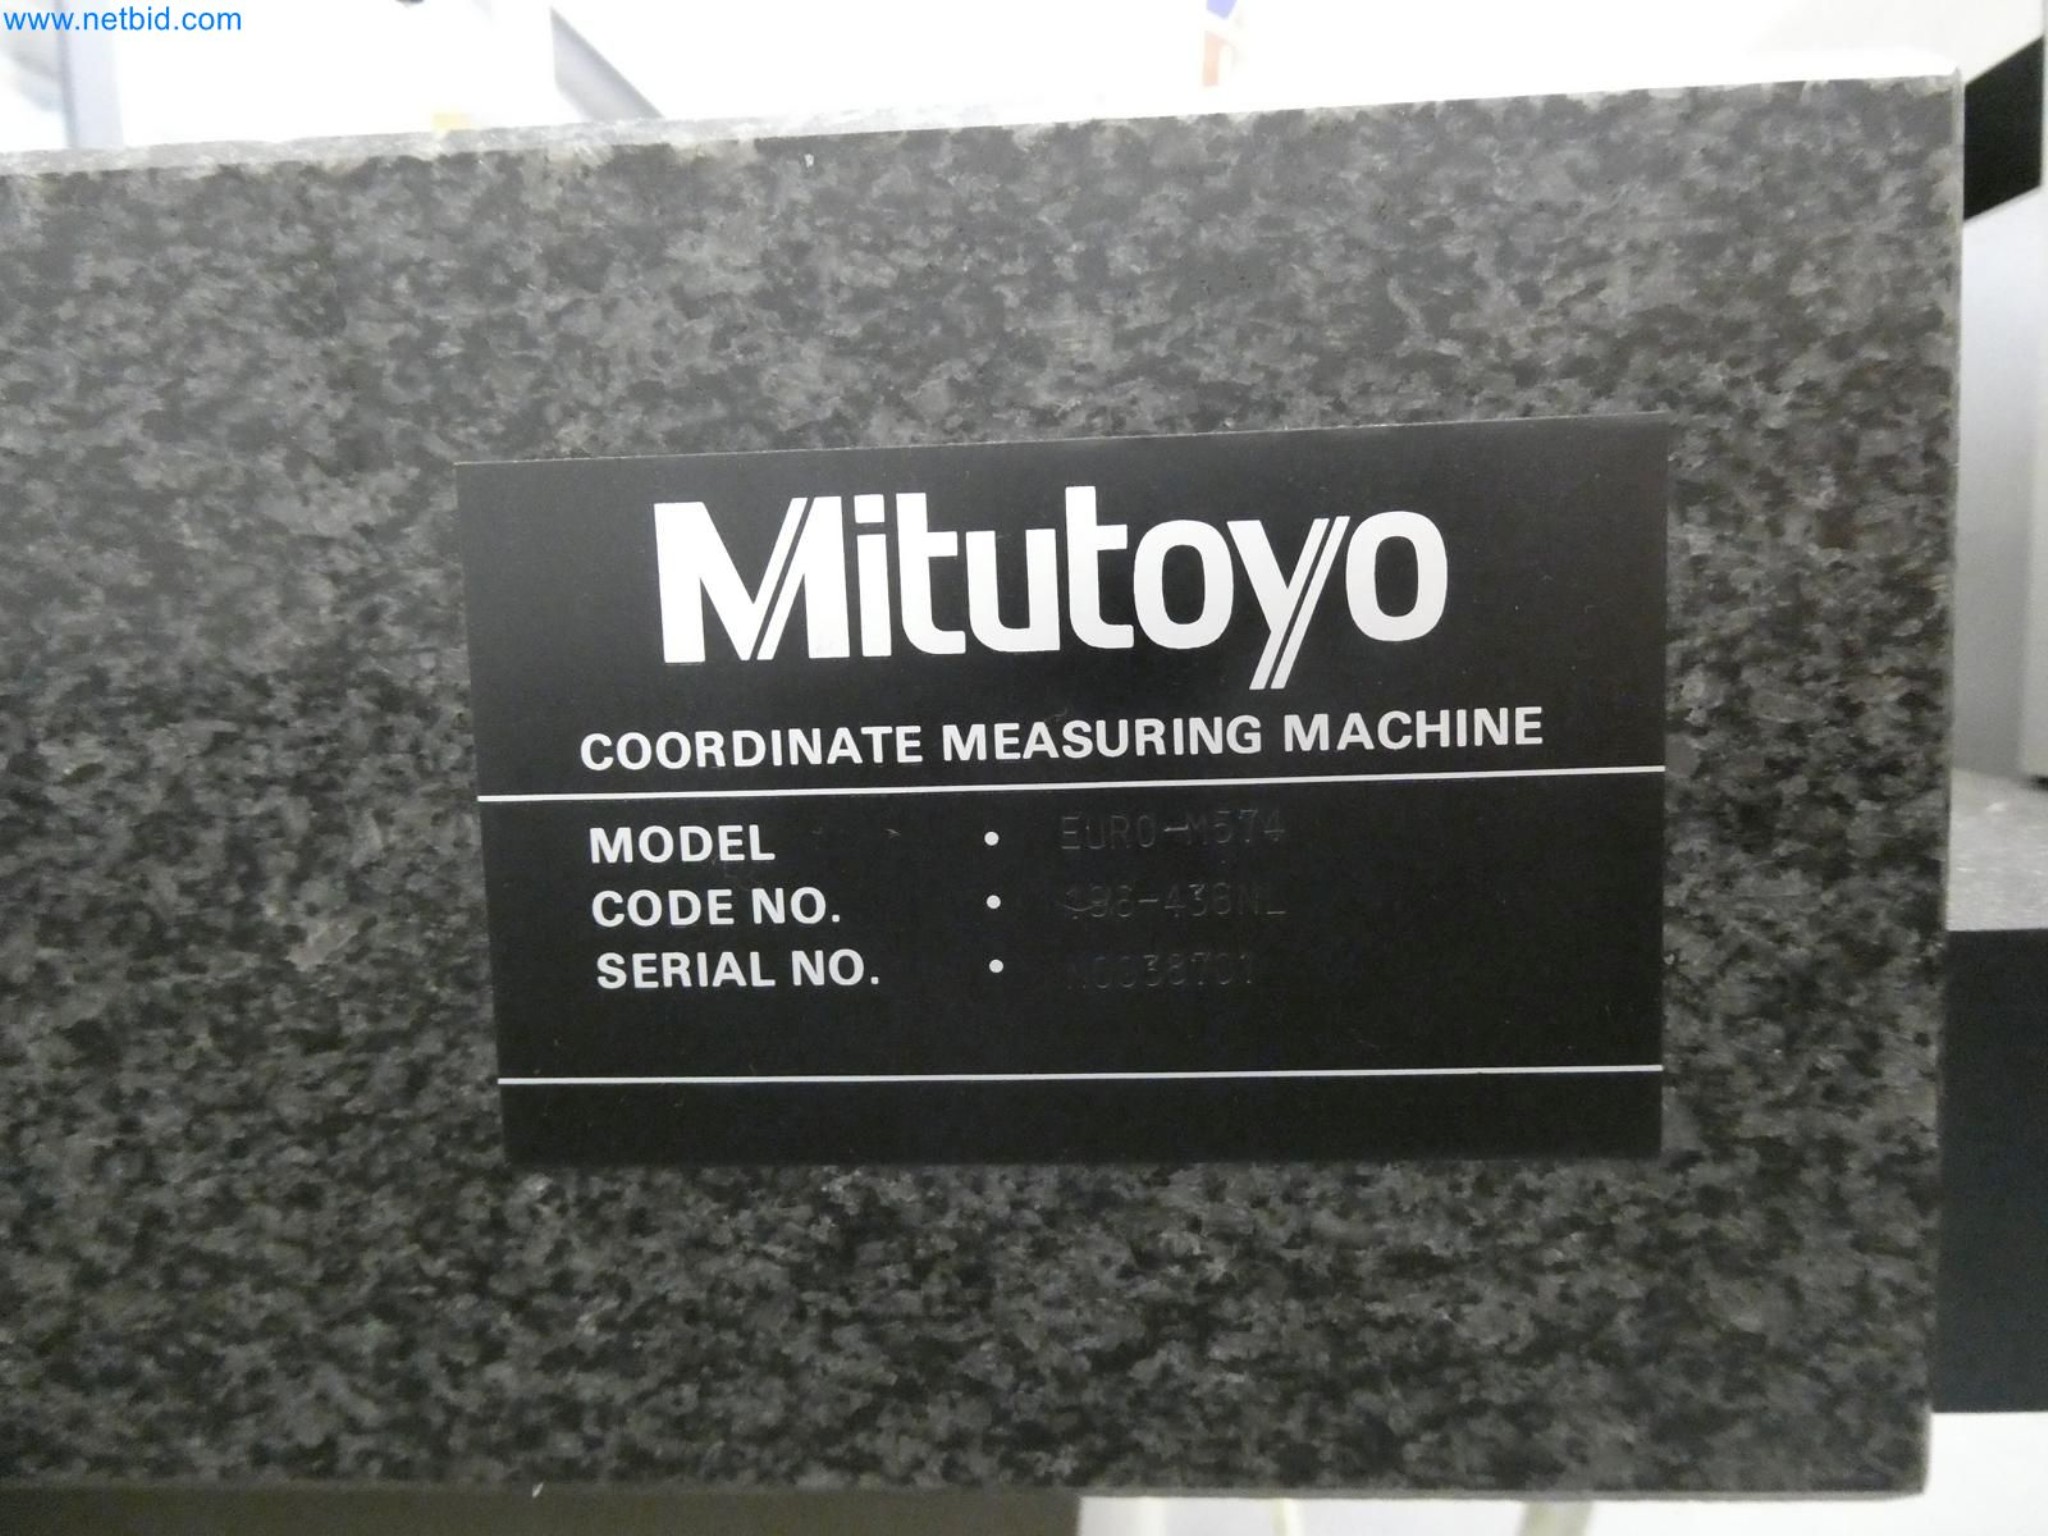 www.netbid.com
Mitutoyo
COORDINATE MEASURING MACHINE
MODEL • EURO-M574
CODE NO. •
SERIAL NO. •